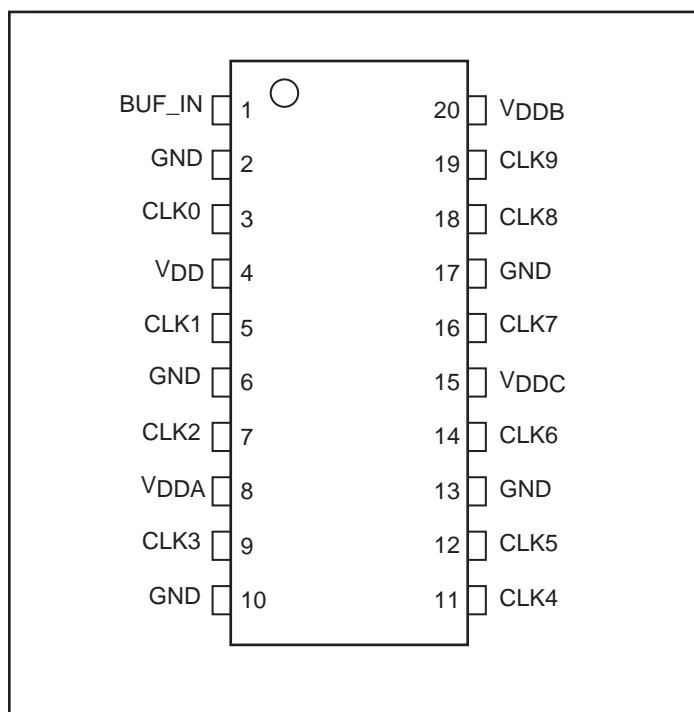 BUF_IN 1 20 VDDB
GND 2 19 CLK9
CLK0 3 18 CLK8
VDD 4 17 GND
CLK1 5 16 CLK7
GND 6 15 VDDC
CLK2 7 14 CLK6
VDDA 8 13 GND
CLK3 9 12 CLK5
GND 10 11 CLK4